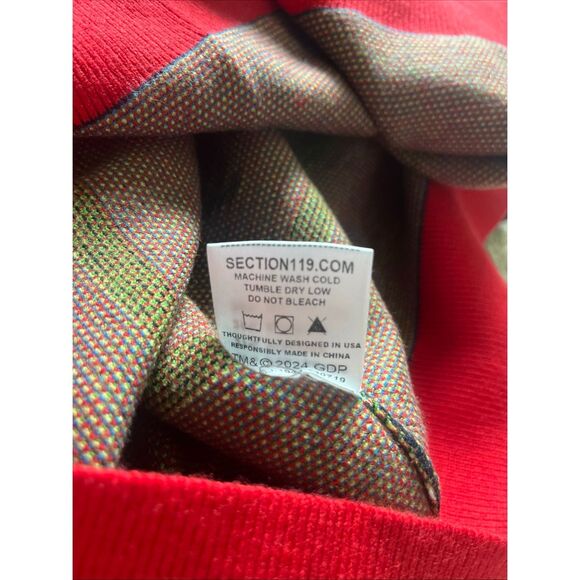 SECTION119.COM
MACHINE WASH COLD
TUMBLE DRY LOW
DO NOT BLEACH
THOUGHTFULLY DESIGNED IN USA
RESPONSIBLY MADE IN CHINA
TM&© 2024 GDP